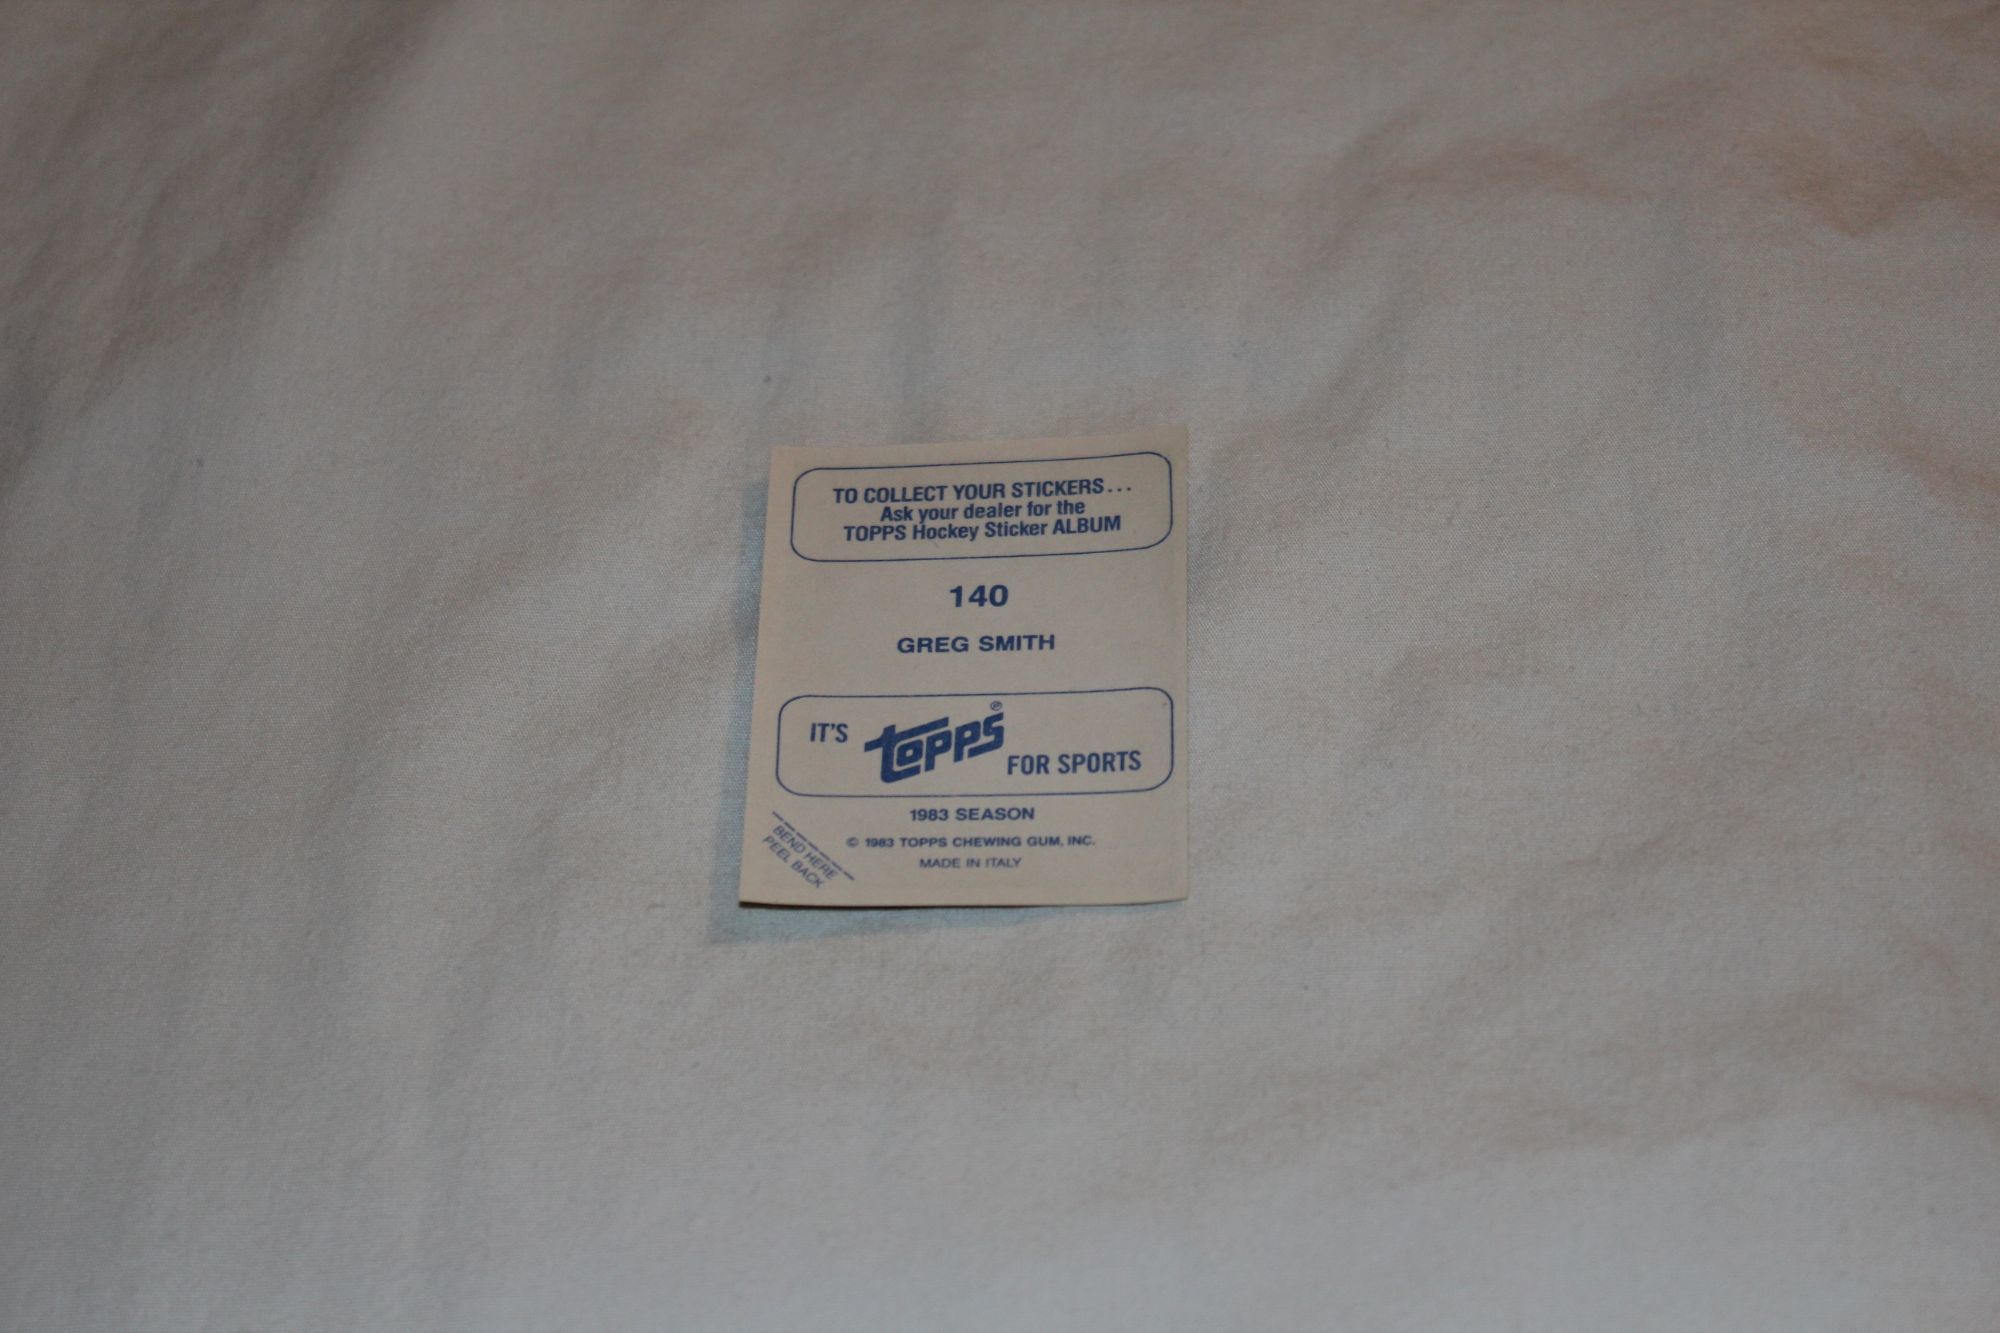 TO COLLECT YOUR STICKERS...
Ask your dealer for the
TOPPS Hockey Sticker ALBUM
140
GREG SMITH
IT'S topps® FOR SPORTS
1983 SEASON
© 1983 TOPPS CHEWING GUM, INC.
MADE IN ITALY
BEND HERE
PEEL BACK